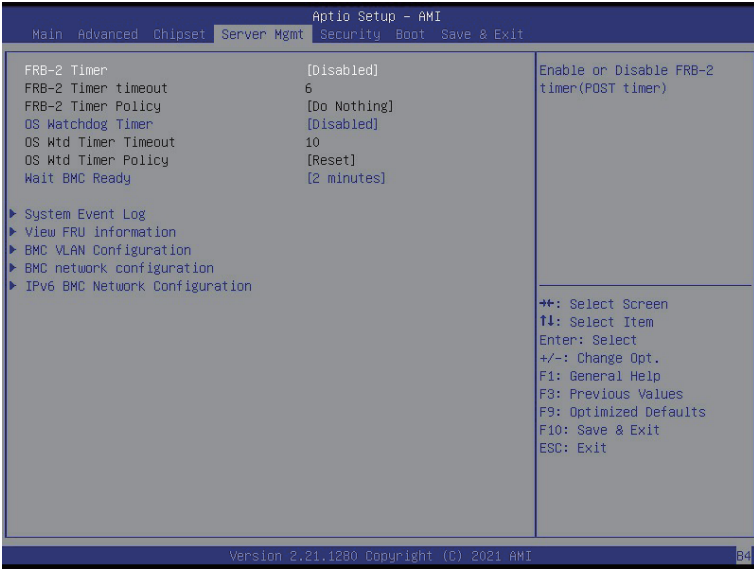 Aptio Setup - AMI
Main Advanced Chipset Server Mgmt Security Boot Save & Exit
FRB-2 Timer [Disabled]
FRB-2 Timer timeout 6
FRB-2 Timer Policy [Do Nothing]
OS Watchdog Timer [Disabled]
OS Wtd Timer Timeout 10
OS Wtd Timer Policy [Reset]
Wait BMC Ready [2 minutes]
▶ System Event Log
▶ View FRU information
▶ BMC VLAN Configuration
▶ BMC network configuration
▶ IPv6 BMC Network Configuration
Enable or Disable FRB-2
timer(POST timer)
→←: Select Screen
↑↓: Select Item
Enter: Select
+/-: Change Opt.
F1: General Help
F3: Previous Values
F9: Optimized Defaults
F10: Save & Exit
ESC: Exit
Version 2.21.1280 Copyright (C) 2021 AMI
B4